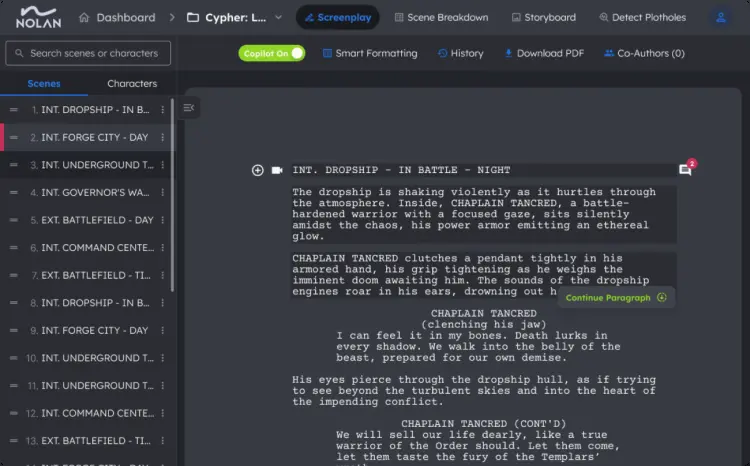 NOLAN
Dashboard
Cypher: L...
Screenplay
Scene Breakdown
Storyboard
Detect Plotholes
Search scenes or characters
Copilot On
Smart Formatting
History
Download PDF
Co-Authors (0)
Scenes
Characters
1. INT. DROPSHIP - IN B...
2. INT. FORGE CITY - DAY
3. INT. UNDERGROUND T...
4. INT. GOVERNOR'S WA...
5. EXT. BATTLEFIELD - DAY
6. INT. COMMAND CENTE...
7. EXT. BATTLEFIELD - TI...
8. INT. DROPSHIP - IN B...
9. INT. FORGE CITY - DAY
10. INT. UNDERGROUND T...
11. INT. UNDERGROUND T...
12. INT. COMMAND CENTE...
13. EXT. BATTLEFIELD - TI...
INT. DROPSHIP - IN BATTLE - NIGHT
2
The dropship is shaking violently as it hurtles through
the atmosphere. Inside, CHAPLAIN TANCRED, a battle-
hardened warrior with a focused gaze, sits silently
amidst the chaos, his power armor emitting an ethereal
glow.
CHAPLAIN TANCRED clutches a pendant tightly in his
armored hand, his grip tightening as he weighs the
imminent doom awaiting him. The sounds of the dropship
engines roar in his ears, drowning out
Continue Paragraph
CHAPLAIN TANCRED
(clenching his jaw)
I can feel it in my bones. Death lurks in
every shadow. We walk into the belly of the
beast, prepared for our own demise.
His eyes pierce through the dropship hull, as if trying
to see beyond the turbulent skies and into the heart of
the impending conflict.
CHAPLAIN TANCRED (CONT'D)
We will sell our life dearly, like a true
warrior of the Order should. Let them come,
let them taste the fury of the Templars'